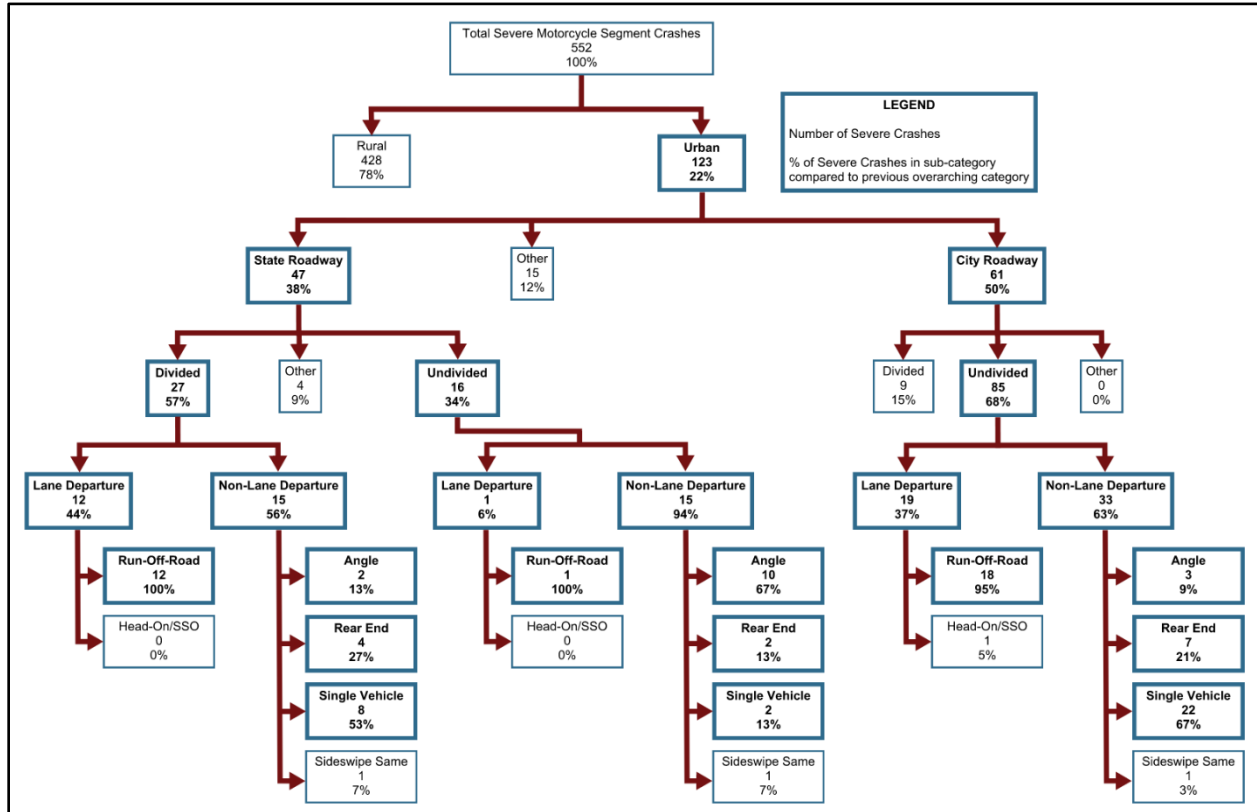 Total Severe Motorcycle Segment Crashes
552
100%
LEGEND
Number of Severe Crashes
% of Severe Crashes in sub-category
compared to previous overarching category
Rural
428
78%
Urban
123
22%
State Roadway
47
38%
Other
15
12%
City Roadway
61
50%
Divided
27
57%
Other
4
9%
Undivided
16
34%
Divided
9
15%
Undivided
85
68%
Other
0
0%
Lane Departure
12
44%
Non-Lane Departure
15
56%
Lane Departure
1
6%
Non-Lane Departure
15
94%
Lane Departure
19
37%
Non-Lane Departure
33
63%
Run-Off-Road
12
100%
Head-On/SSO
0
0%
Angle
2
13%
Rear End
4
27%
Single Vehicle
8
53%
Sideswipe Same
1
7%
Run-Off-Road
1
100%
Head-On/SSO
0
0%
Angle
10
67%
Rear End
2
13%
Single Vehicle
2
13%
Sideswipe Same
1
7%
Run-Off-Road
18
95%
Head-On/SSO
1
5%
Angle
3
9%
Rear End
7
21%
Single Vehicle
22
67%
Sideswipe Same
1
3%